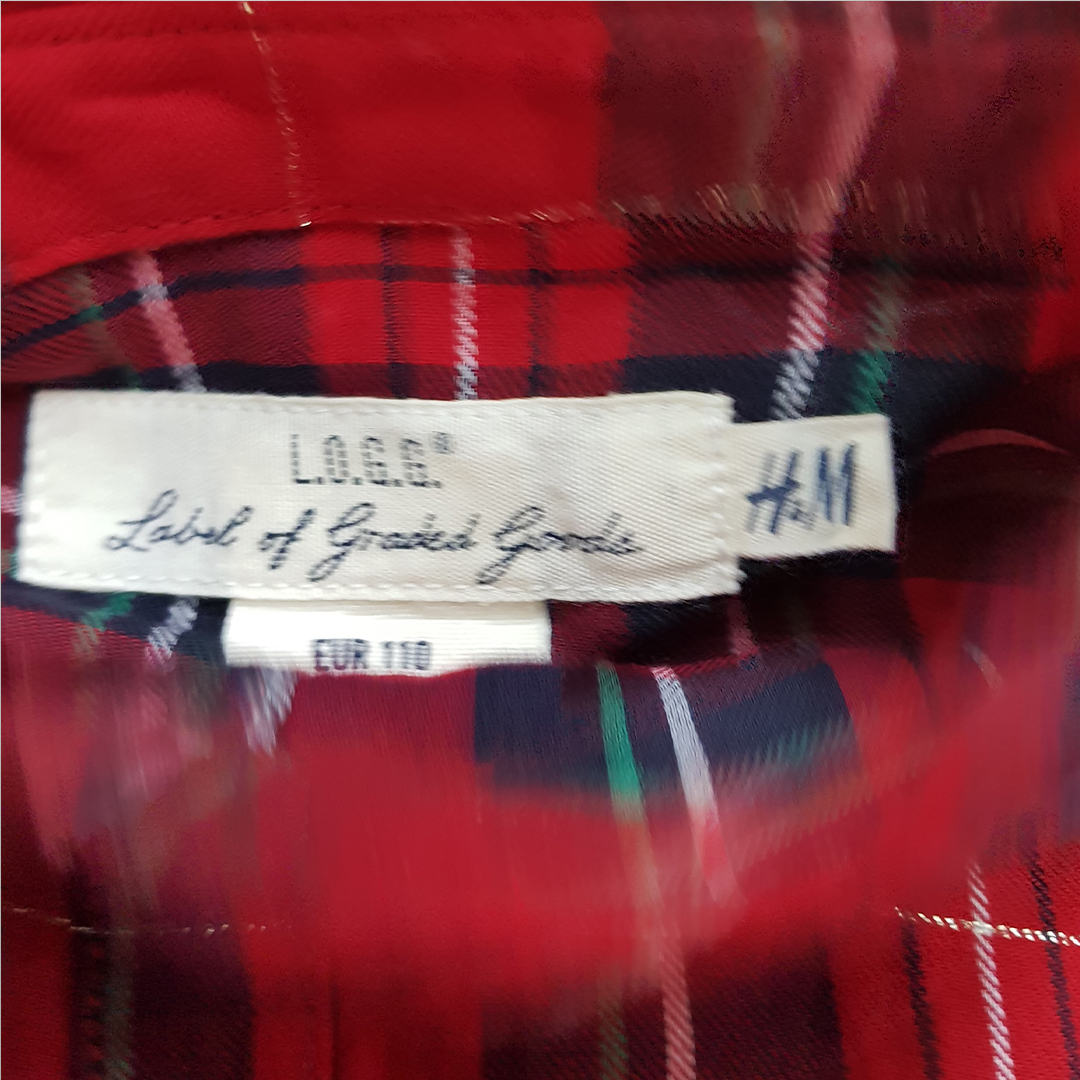 L.O.G.G.®
Label of Graded Goods
H&M
EUR 110